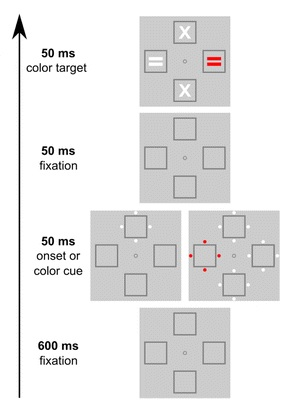 50 ms
color target
X
=
=
X
50 ms
fixation
50 ms
onset or
color cue
600 ms
fixation